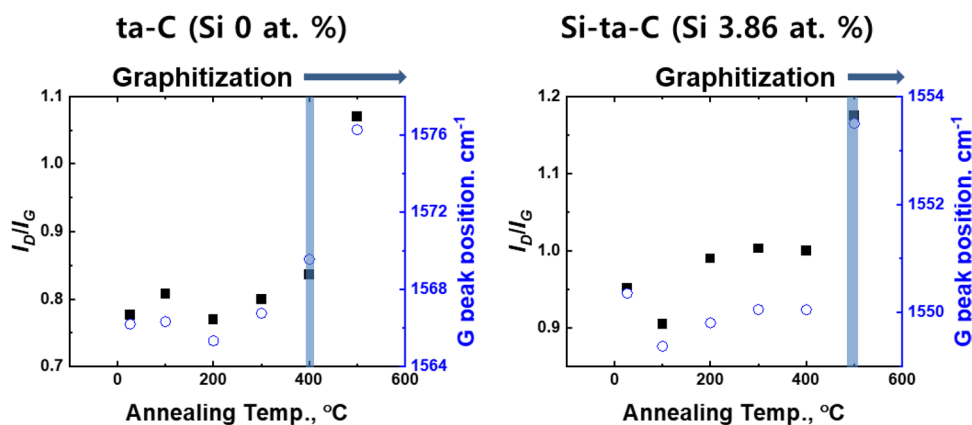 ta-C (Si 0 at. %)
Graphitization
1.1
1.0
0.9
0.8
0.7
I_D/I_G
1576
1572
1568
1564
G peak position. cm⁻¹
0
200
400
600
Annealing Temp., °C
Si-ta-C (Si 3.86 at. %)
Graphitization
1.2
1.1
1.0
0.9
I_D/I_G
1554
1552
1550
G peak position. cm⁻¹
0
200
400
600
Annealing Temp., °C